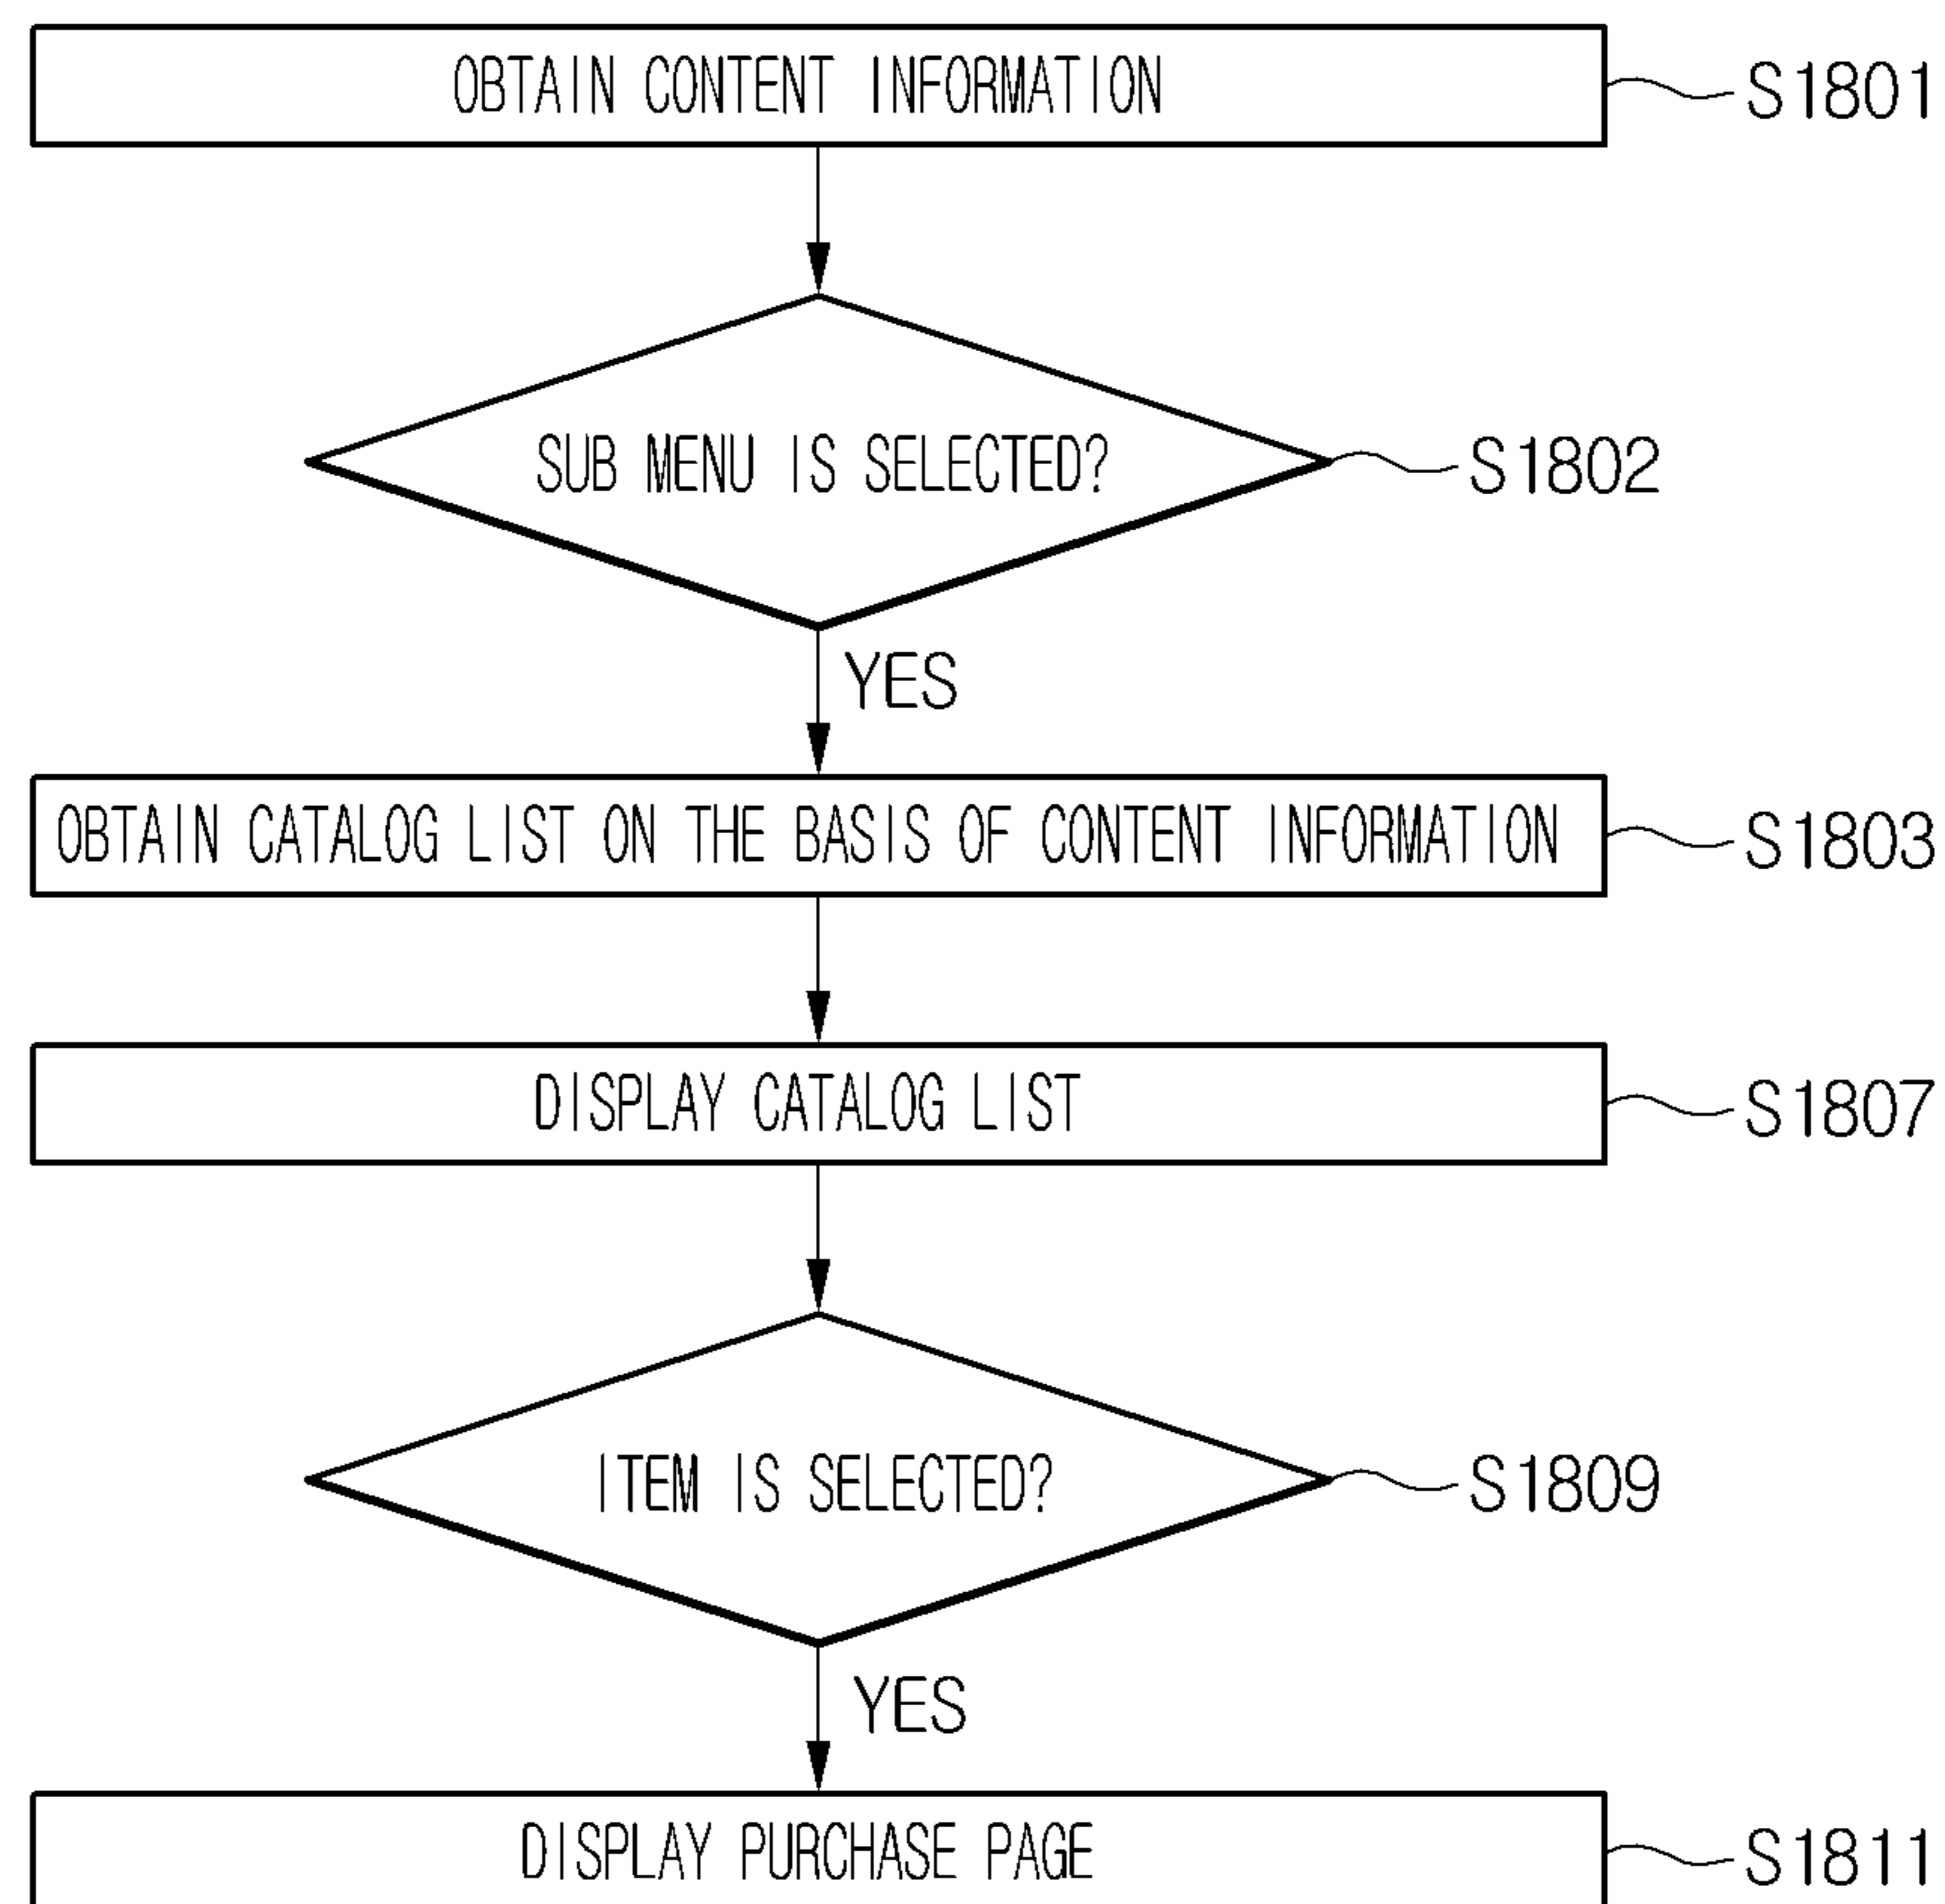 OBTAIN CONTENT INFORMATION
S1801
SUB MENU IS SELECTED?
S1802
YES
OBTAIN CATALOG LIST ON THE BASIS OF CONTENT INFORMATION
S1803
DISPLAY CATALOG LIST
S1807
ITEM IS SELECTED?
S1809
YES
DISPLAY PURCHASE PAGE
S1811